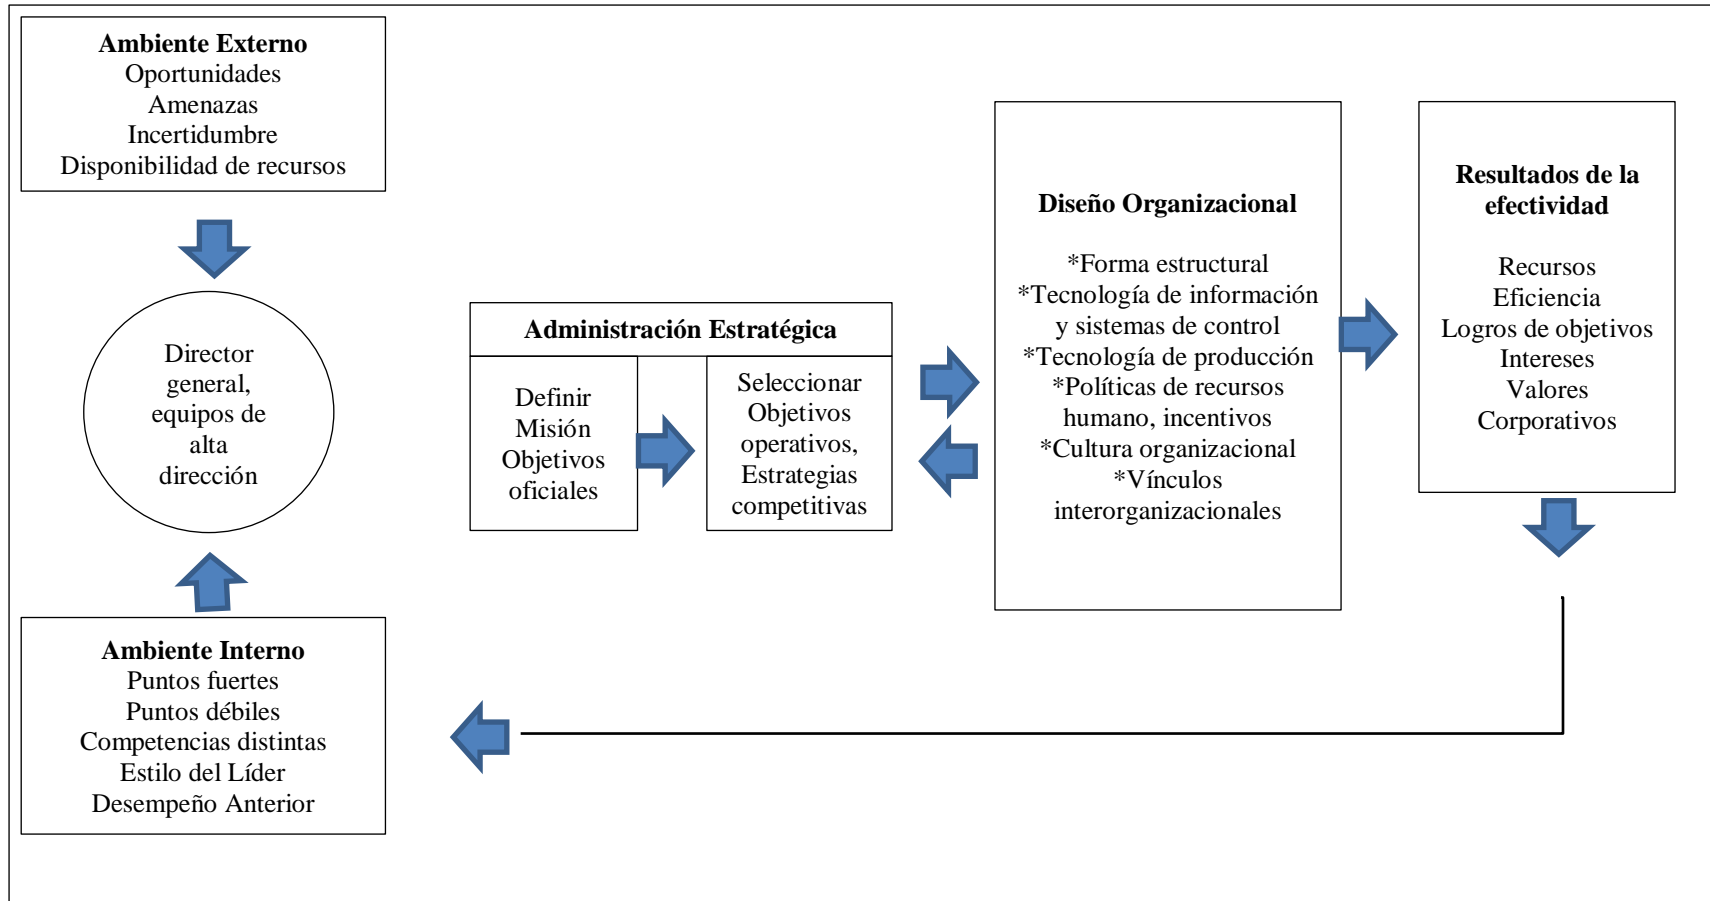 Ambiente Externo
Oportunidades
Amenazas
Incertidumbre
Disponibilidad de recursos
Director
general,
equipos de
alta
dirección
Ambiente Interno
Puntos fuertes
Puntos débiles
Competencias distintas
Estilo del Líder
Desempeño Anterior
Administración Estratégica
Definir
Misión
Objetivos
oficiales
Seleccionar
Objetivos
operativos,
Estrategias
competitivas
Diseño Organizacional
*Forma estructural
*Tecnología de información
y sistemas de control
*Tecnología de producción
*Políticas de recursos
humano, incentivos
*Cultura organizacional
*Vínculos
interorganizacionales
Resultados de la
efectividad
Recursos
Eficiencia
Logros de objetivos
Intereses
Valores
Corporativos